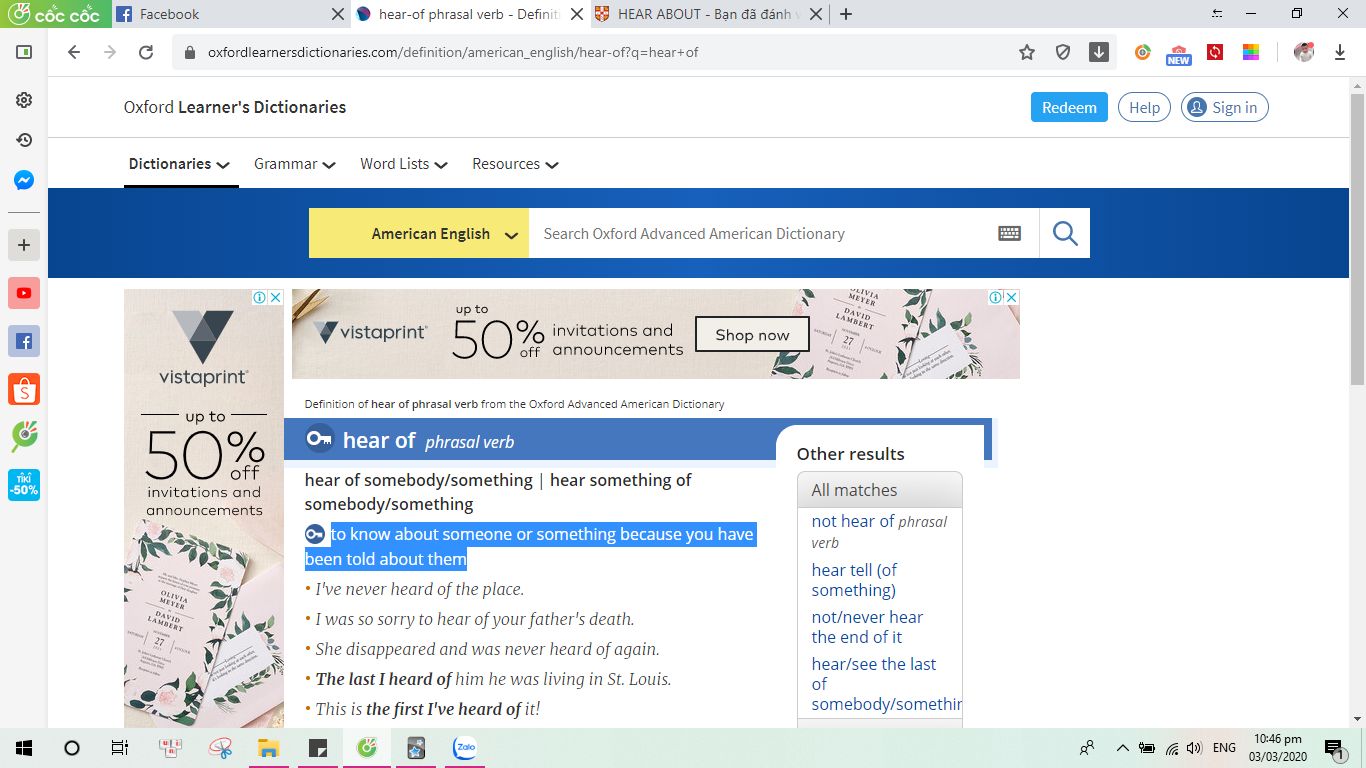 cốc cốc
Facebook
hear-of phrasal verb - Definit
HEAR ABOUT - Bạn đã đánh v
oxfordlearnersdictionaries.com/definition/american_english/hear-of?q=hear+of
NEW
Oxford Learner's Dictionaries
Redeem
Help
Sign in
Dictionaries
Grammar
Word Lists
Resources
American English
Search Oxford Advanced American Dictionary
vistaprint
up to
50%
off
invitations and
announcements
OLIVIA
MEYER
DAVID
LAMBERT
27
vistaprint
up to
50%
off
invitations and
announcements
Shop now
OLIVIA
MEYER
DAVID
LAMBERT
27
Definition of hear of phrasal verb from the Oxford Advanced American Dictionary
hear of phrasal verb
hear of somebody/something | hear something of
somebody/something
to know about someone or something because you have
been told about them
• I've never heard of the place.
• I was so sorry to hear of your father's death.
• She disappeared and was never heard of again.
• The last I heard of him he was living in St. Louis.
• This is the first I've heard of it!
Other results
All matches
not hear of phrasal
verb
hear tell (of
something)
not/never hear
the end of it
hear/see the last
of
somebody/somethin
TIKI
-50%
Zalo
ENG
10:46 pm
03/03/2020
1